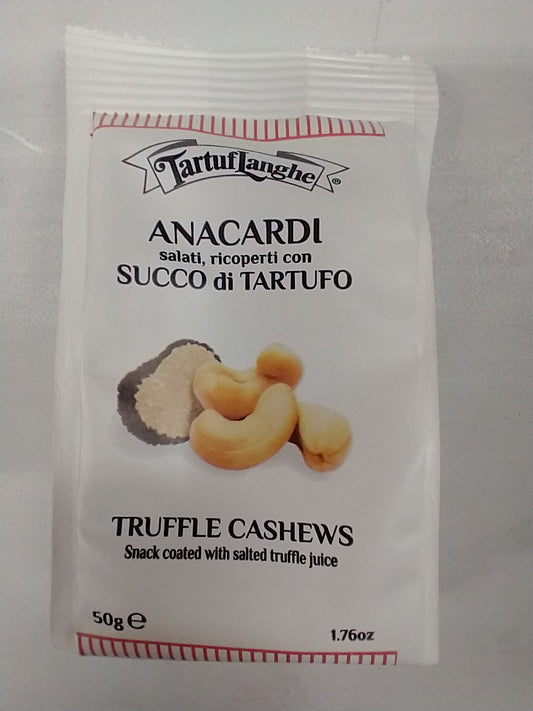 TartufLanghe®
ANACARDI
salati, ricoperti con
SUCCO di TARTUFO
TRUFFLE CASHEWS
Snack coated with salted truffle juice
50g ℮
1.76oz